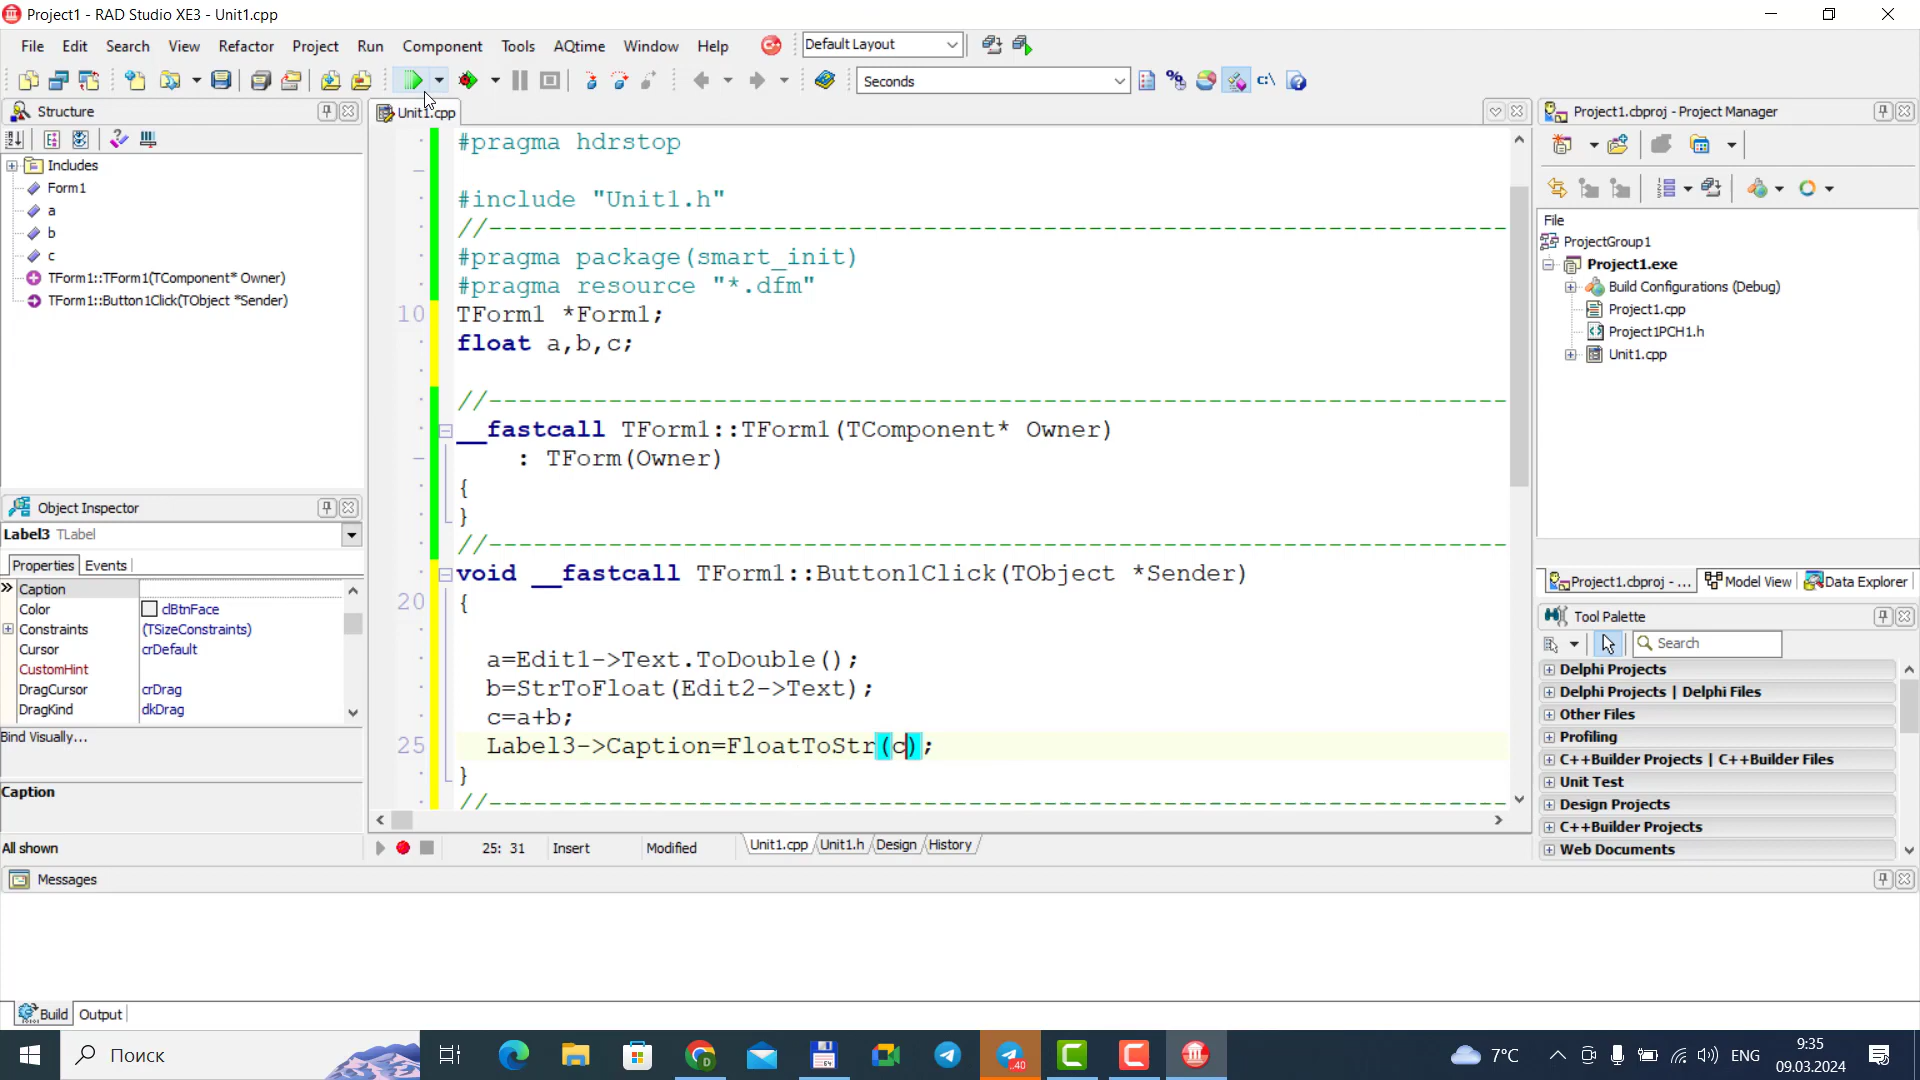 Project1 - RAD Studio XE3 - Unit1.cpp
File Edit Search View Refactor Project Run Component Tools AQtime Window Help Default Layout
Seconds
Structure
Includes
Form1
a
b
c
TForm1::TForm1(TComponent* Owner)
TForm1::Button1Click(TObject *Sender)
Object Inspector
Label3 TLabel
Properties Events
Caption
Color clBtnFace
Constraints (TSizeConstraints)
Cursor crDefault
CustomHint
DragCursor crDrag
DragKind dkDrag
Bind Visually...
Caption
All shown
Unit1.cpp
#pragma hdrstop
#include "Unit1.h"
//----------------------------------------------------------------------
#pragma package(smart_init)
#pragma resource "*.dfm"
10 TForm1 *Form1;
float a,b,c;
//----------------------------------------------------------------------
__fastcall TForm1::TForm1(TComponent* Owner)
: TForm(Owner)
{
}
//----------------------------------------------------------------------
void __fastcall TForm1::Button1Click(TObject *Sender)
20 {
a=Edit1->Text.ToDouble();
b=StrToFloat(Edit2->Text);
c=a+b;
25 Label3->Caption=FloatToStr(c);
}
//----------------------------------------------------------------------
25: 31 Insert Modified Unit1.cpp Unit1.h Design History
Project1.cbproj - Project Manager
File
ProjectGroup1
Project1.exe
Build Configurations (Debug)
Project1.cpp
Project1PCH1.h
Unit1.cpp
Project1.cbproj - ... Model View Data Explorer
Tool Palette
Search
Delphi Projects
Delphi Projects | Delphi Files
Other Files
Profiling
C++Builder Projects | C++Builder Files
Unit Test
Design Projects
C++Builder Projects
Web Documents
Messages
Build Output
Поиск
..40
7°C
ENG
9:35
09.03.2024